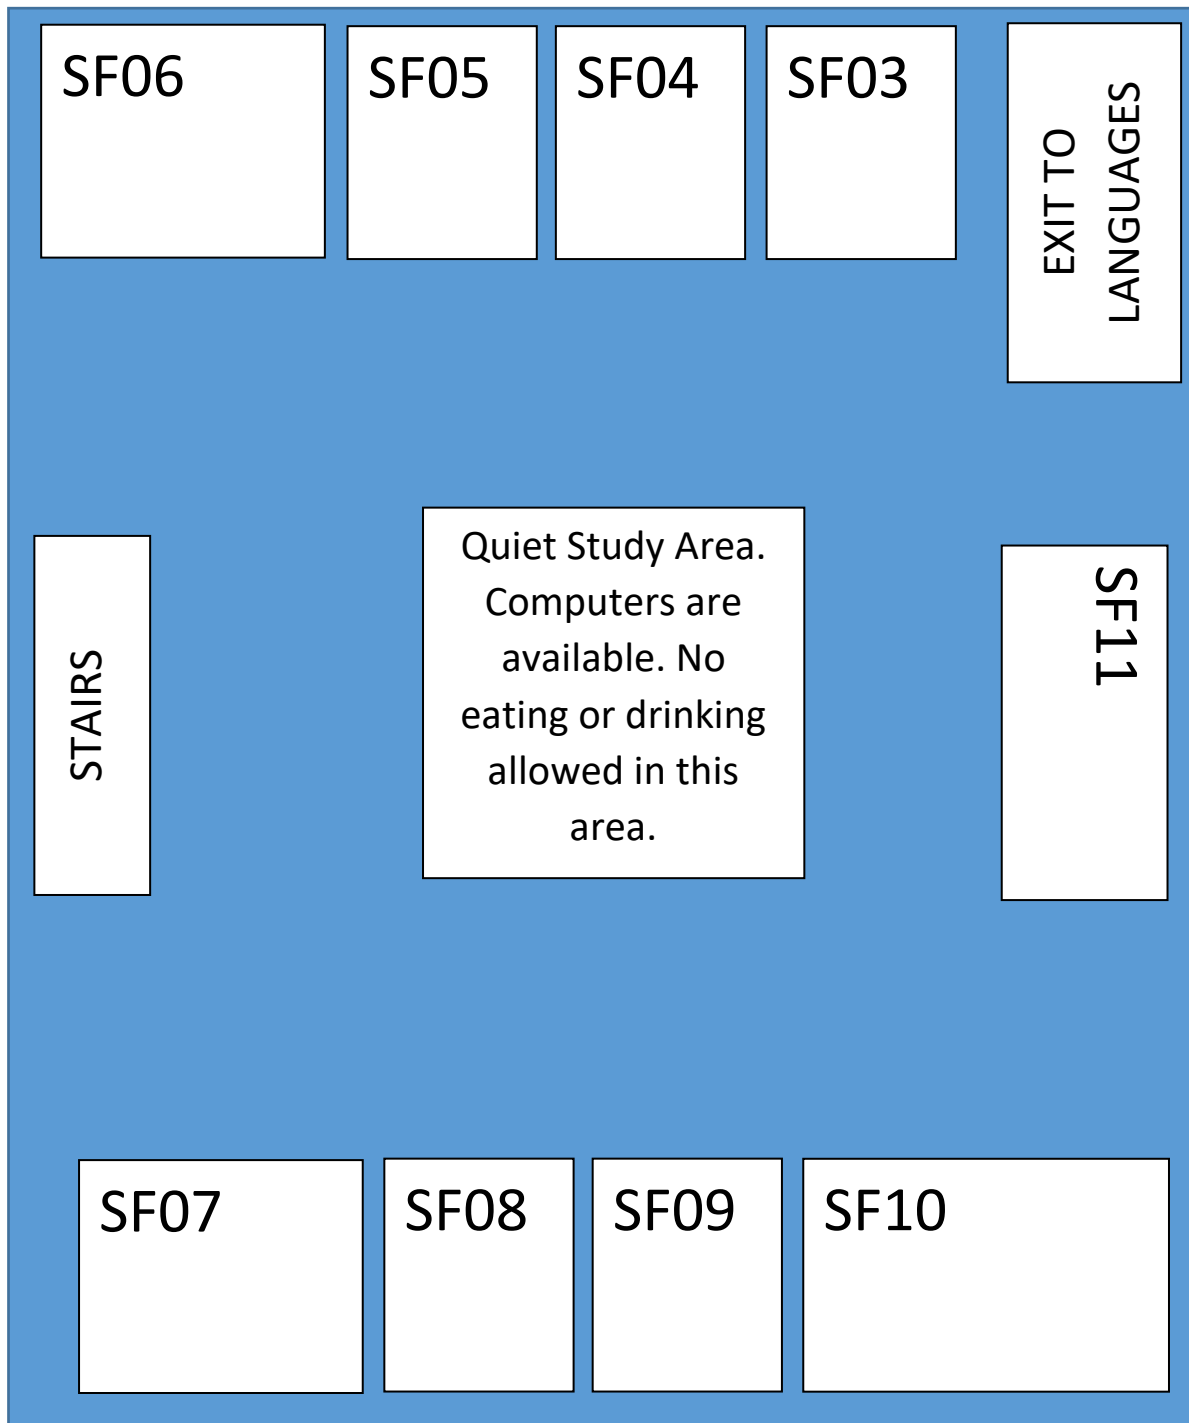 SF06
SF05
SF04
SF03
EXIT TO
LANGUAGES
Quiet Study Area.
Computers are
available. No
eating or drinking
allowed in this
area.
STAIRS
SF11
SF07
SF08
SF09
SF10